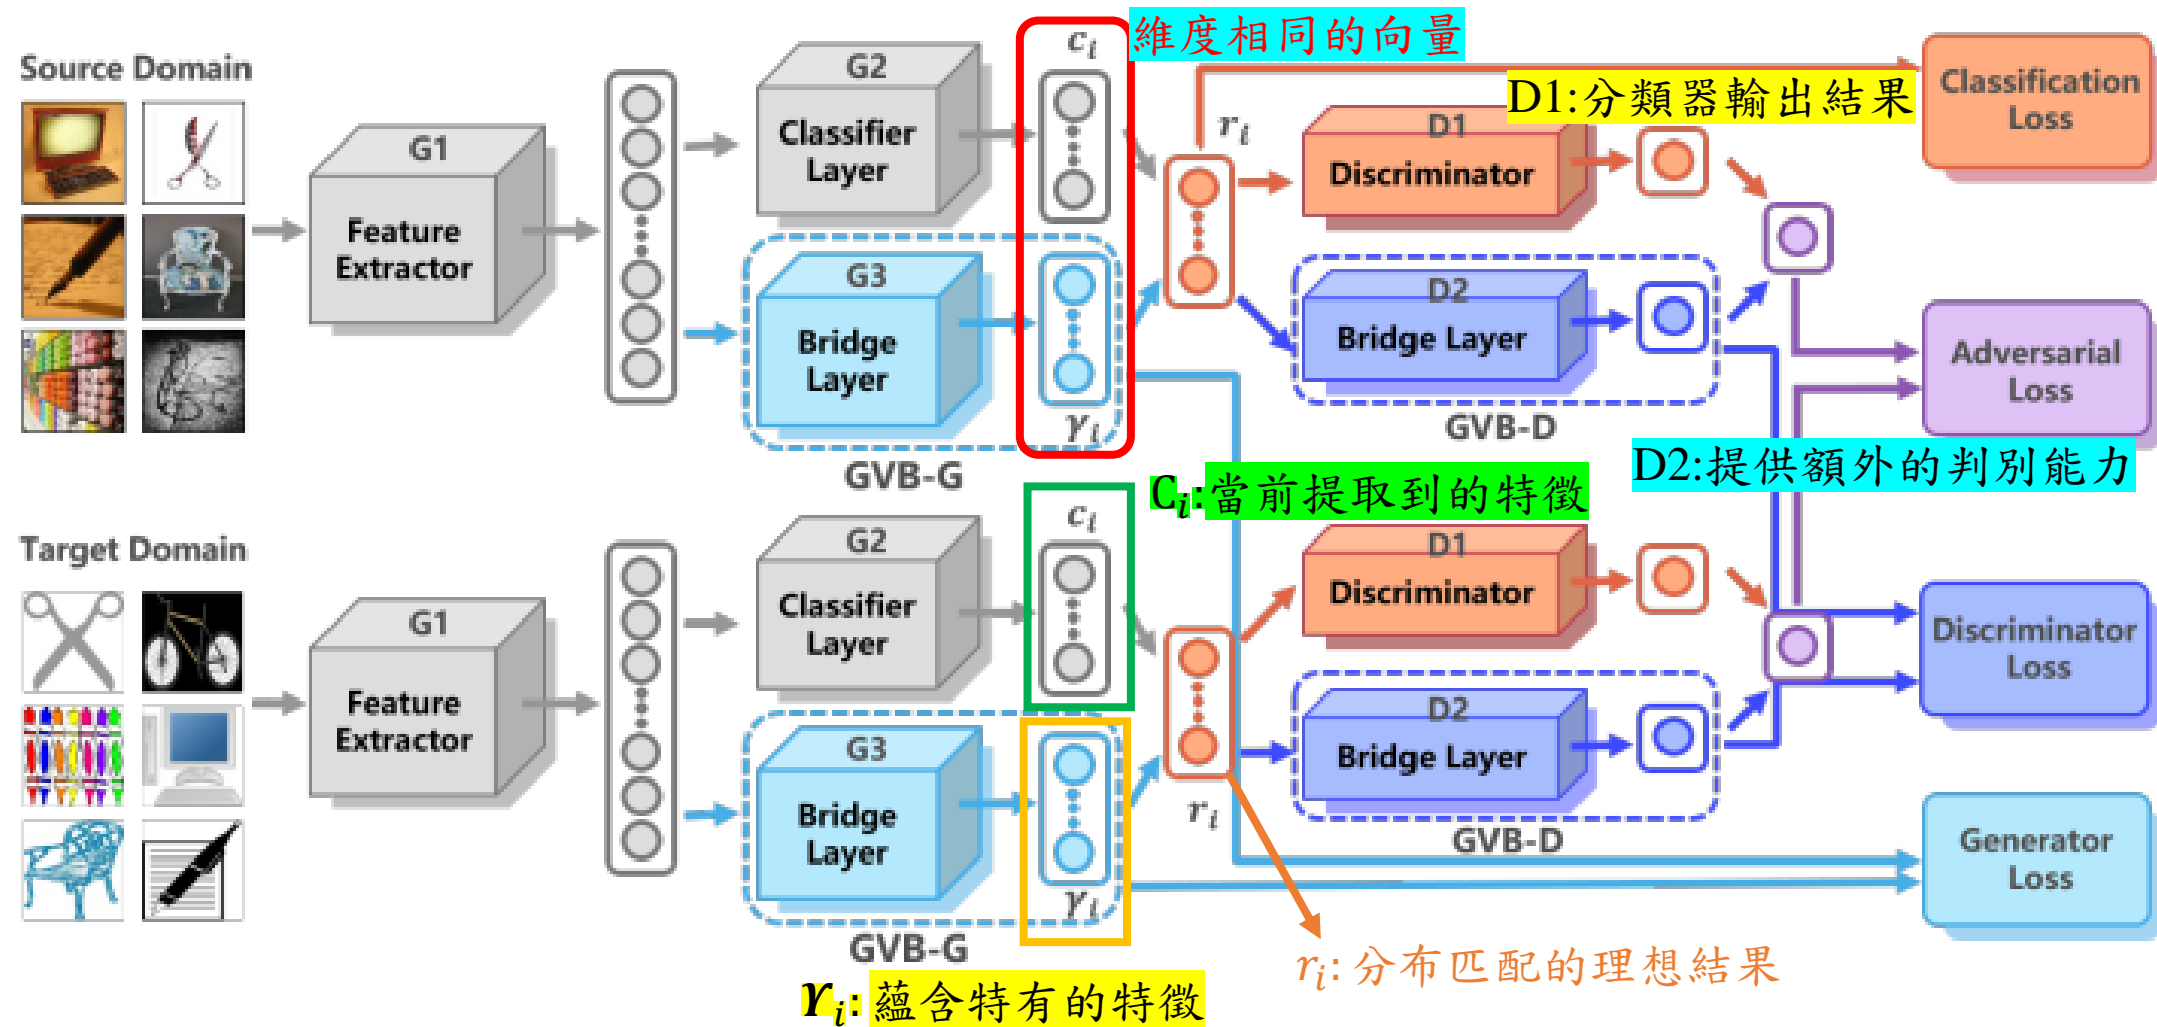 維度相同的向量
Source Domain
G1
Feature
Extractor
G2
Classifier
Layer
c_i
G3
Bridge
Layer
γ_i
GVB-G
r_i
D1:分類器輸出結果
D1
Discriminator
D2
Bridge Layer
GVB-D
Classification
Loss
Adversarial
Loss
D2:提供額外的判別能力
C_i:當前提取到的特徵
Target Domain
G1
Feature
Extractor
G2
Classifier
Layer
c_i
G3
Bridge
Layer
γ_i
GVB-G
r_i
D1
Discriminator
D2
Bridge Layer
GVB-D
Discriminator
Loss
Generator
Loss
r_i:分布匹配的理想結果
ϒ_i:蘊含特有的特徵